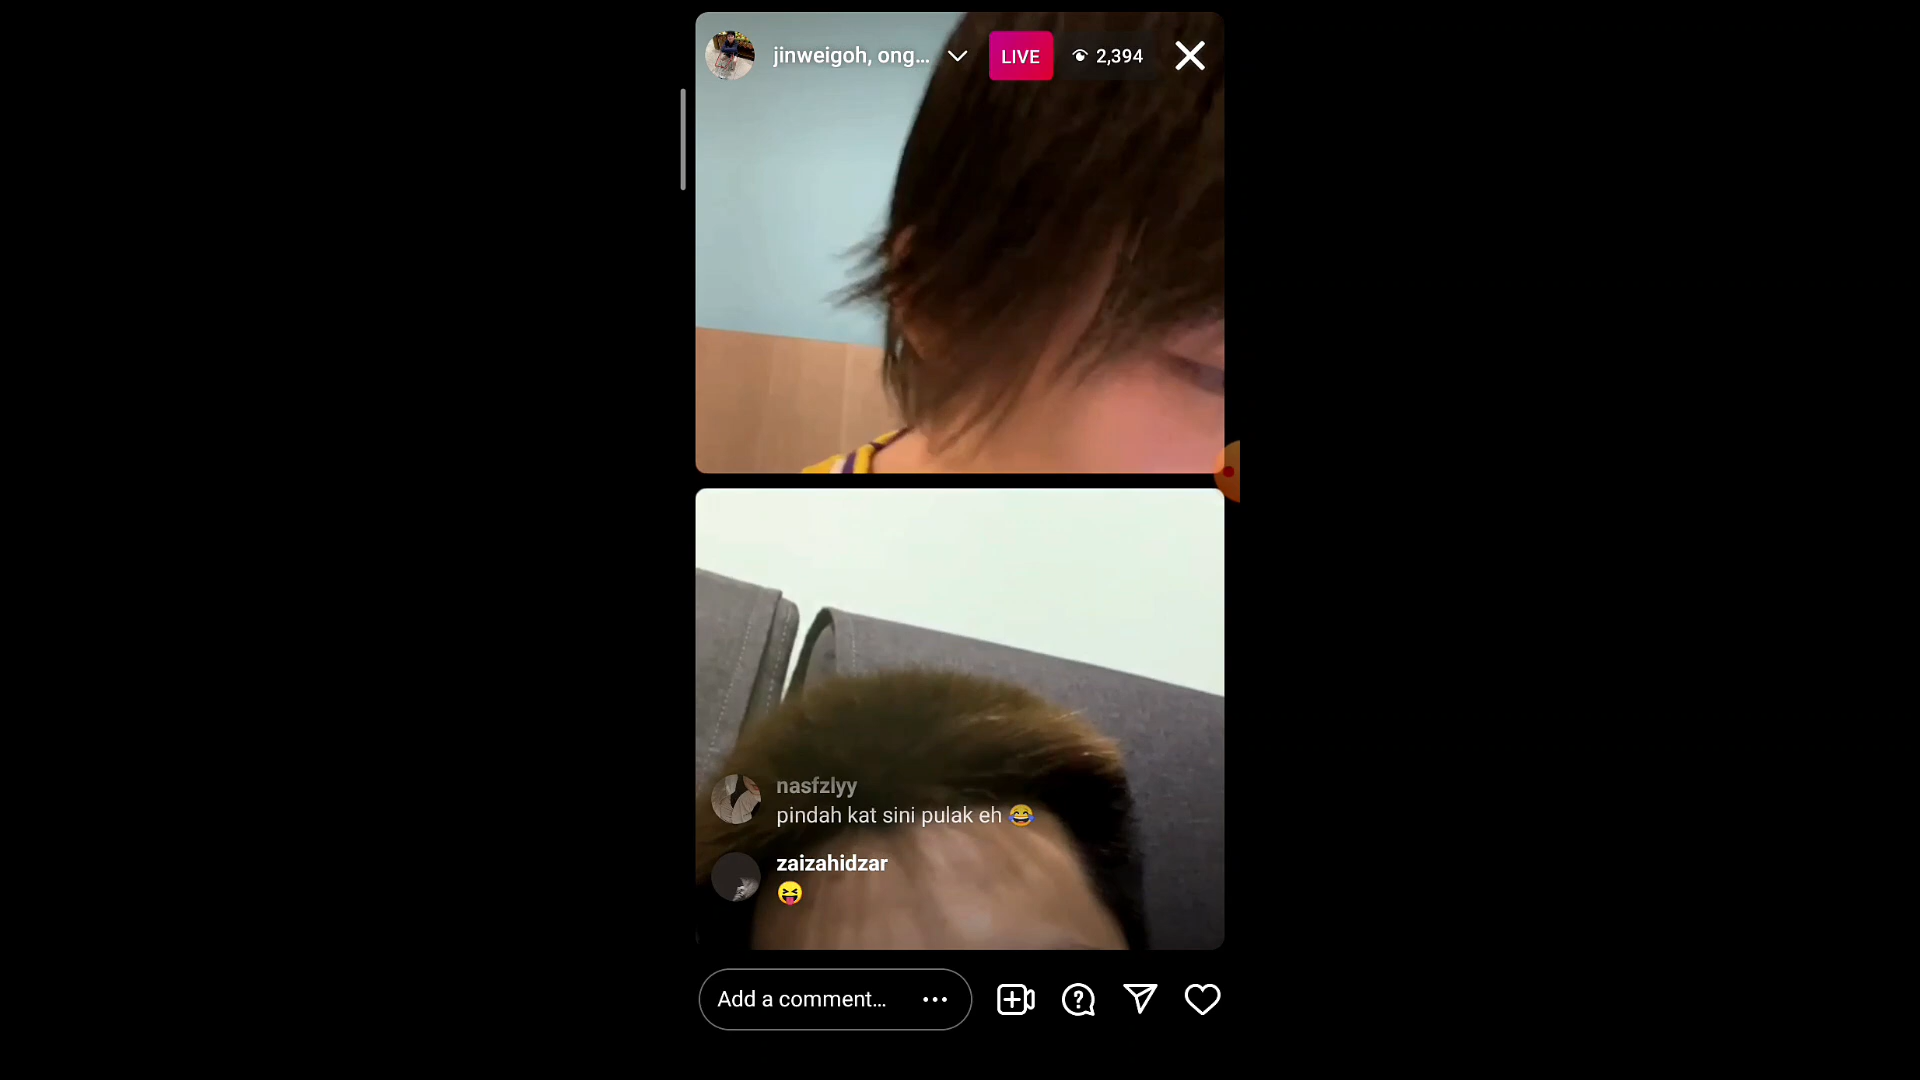 jinweigoh, ong...
LIVE
2,394
nasfzlyy
pindah kat sini pulak eh 😂
zaizahidzar
😝
Add a comment...